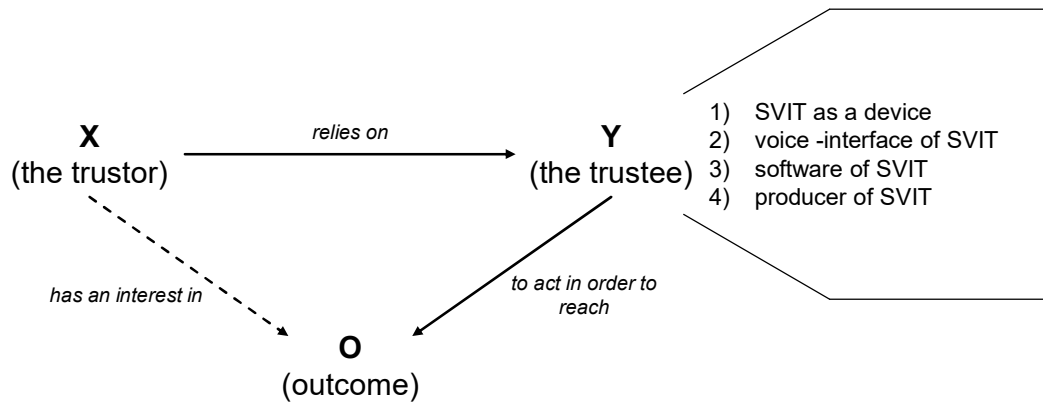 X
(the trustor)
relies on
Y
(the trustee)
1) SVIT as a device
2) voice -interface of SVIT
3) software of SVIT
4) producer of SVIT
has an interest in
to act in order to
reach
O
(outcome)